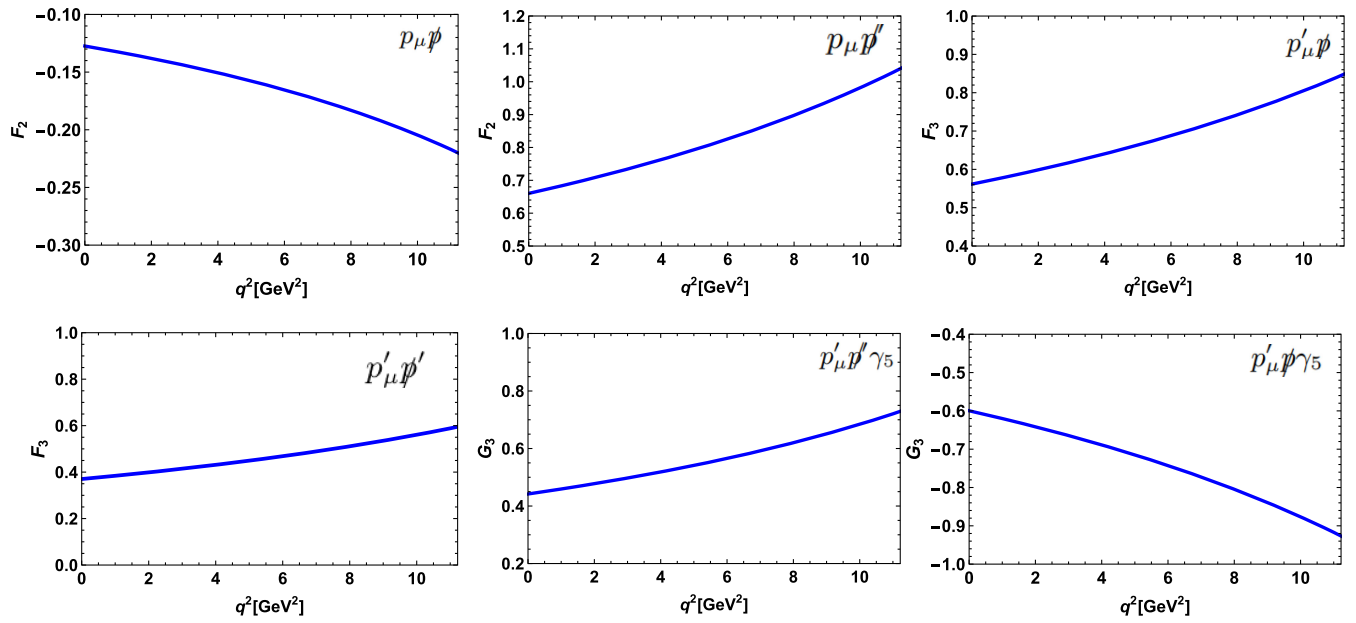 −0.10
−0.15
−0.20
−0.25
−0.30
F₂
pμp̸
0 2 4 6 8 10
q²[GeV²]
1.2
1.1
1.0
0.9
0.8
0.7
0.6
0.5
F₂
pμp̸′
0 2 4 6 8 10
q²[GeV²]
1.0
0.9
0.8
0.7
0.6
0.5
0.4
F₃
p′μp̸
0 2 4 6 8 10
q²[GeV²]
1.0
0.8
0.6
0.4
0.2
0.0
F₃
p′μp̸′
0 2 4 6 8 10
q²[GeV²]
1.0
0.8
0.6
0.4
0.2
G₃
p′μp̸′γ₅
0 2 4 6 8 10
q²[GeV²]
−0.4
−0.5
−0.6
−0.7
−0.8
−0.9
−1.0
G₃
p′μp̸γ₅
0 2 4 6 8 10
q²[GeV²]